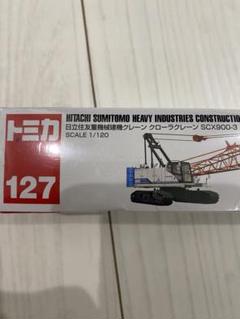 トミカ
127
HITACHI SUMITOMO HEAVY INDUSTRIES CONSTRUCTIO
日立住友重機械建機クレーン クローラクレーン SCX900-3
SCALE 1/120